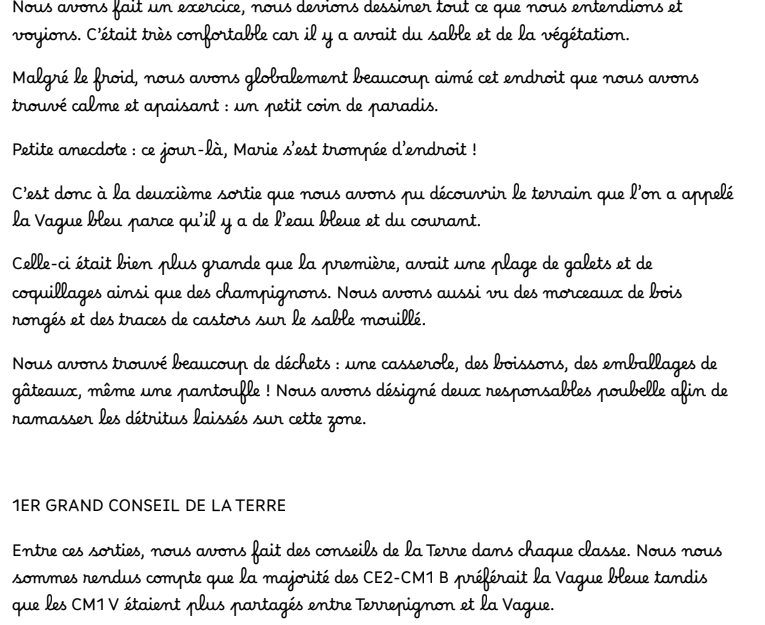 Nous avons fait un exercice, nous devions dessiner tout ce que nous entendions et
voyions. C'était très confortable car il y a avait du sable et de la végétation.
Malgré le froid, nous avons globalement beaucoup aimé cet endroit que nous avons
trouvé calme et apaisant : un petit coin de paradis.
Petite anecdote : ce jour-là, Marie s'est trompée d'endroit !
C'est donc à la deuxième sortie que nous avons pu découvrir le terrain que l'on a appelé
la Vague bleu parce qu'il y a de l'eau bleue et du courant.
Celle-ci était bien plus grande que la première, avait une plage de galets et de
coquillages ainsi que des champignons. Nous avons aussi vu des morceaux de bois
rongés et des traces de castors sur le sable mouillé.
Nous avons trouvé beaucoup de déchets : une casserole, des boissons, des emballages de
gâteaux, même une pantoufle ! Nous avons désigné deux responsables poubelle afin de
ramasser les détritus laissés sur cette zone.
1ER GRAND CONSEIL DE LA TERRE
Entre ces sorties, nous avons fait des conseils de la Terre dans chaque classe. Nous nous
sommes rendus compte que la majorité des CE2-CM1 B préférait la Vague bleue tandis
que les CM1 V étaient plus partagés entre Terrepignon et la Vague.